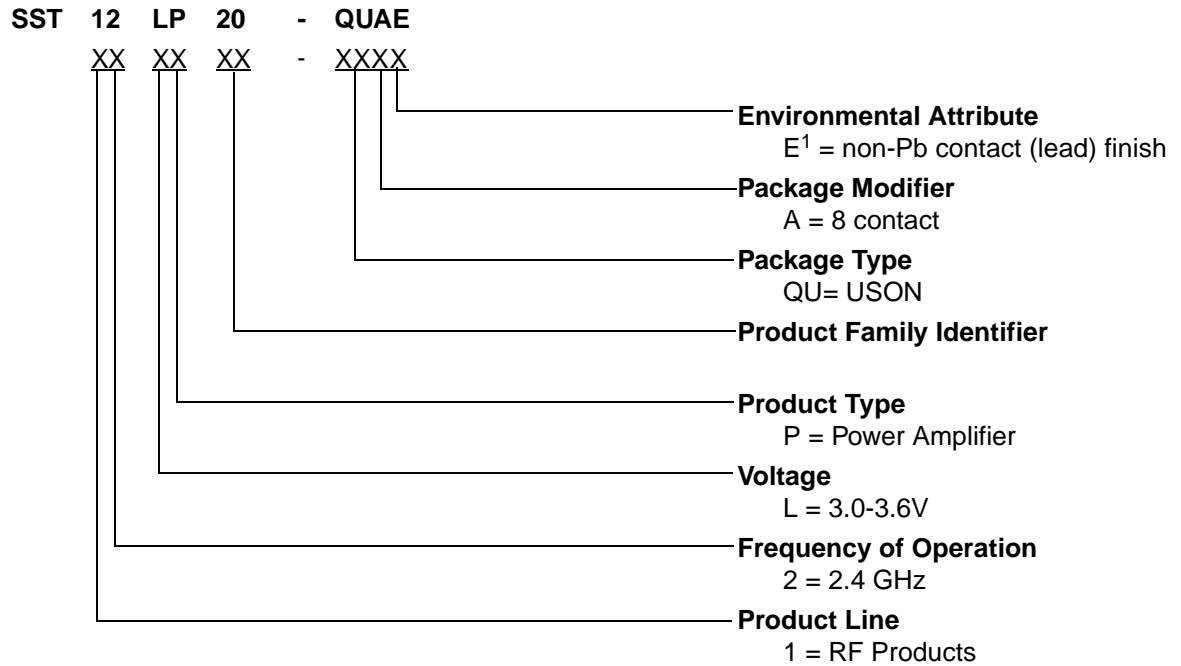 SST 12 LP 20 - QUAE
XX XX XX - XXXX
Environmental Attribute
E1 = non-Pb contact (lead) finish
Package Modifier
A = 8 contact
Package Type
QU= USON
Product Family Identifier
Product Type
P = Power Amplifier
Voltage
L = 3.0-3.6V
Frequency of Operation
2 = 2.4 GHz
Product Line
1 = RF Products